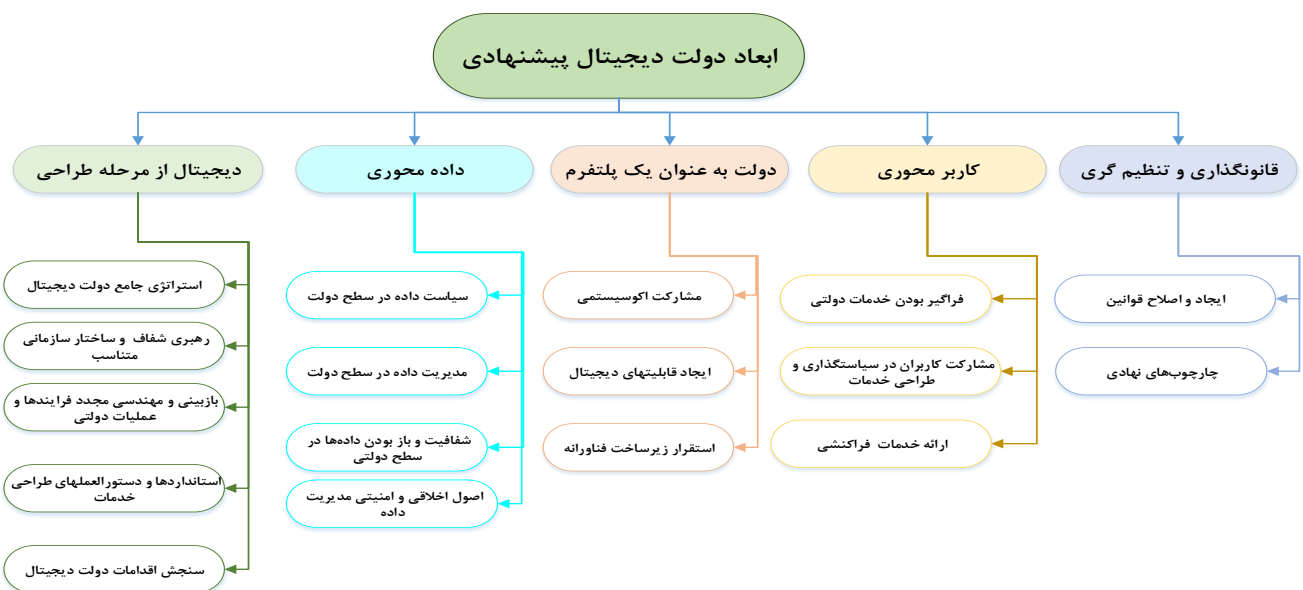 ابعاد دولت دیجیتال پیشنهادی
قانونگذاری و تنظیم گری
ایجاد و اصلاح قوانین
چارچوب‌های نهادی
کاربر محوری
فراگیر بودن خدمات دولتی
مشارکت کاربران در سیاستگذاری و
طراحی خدمات
ارائه خدمات فراکنشی
دولت به عنوان یک پلتفرم
مشارکت اکوسیستمی
ایجاد قابلیتهای دیجیتال
استقرار زیرساخت فناورانه
داده محوری
سیاست داده در سطح دولت
مدیریت داده در سطح دولت
شفافیت و باز بودن داده‌ها در
سطح دولتی
اصول اخلاقی و امنیتی مدیریت
داده
دیجیتال از مرحله طراحی
استراتژی جامع دولت دیجیتال
رهبری شفاف و ساختار سازمانی
متناسب
بازبینی و مهندسی مجدد فرایندها و
عملیات دولتی
استانداردها و دستورالعملهای طراحی
خدمات
سنجش اقدامات دولت دیجیتال